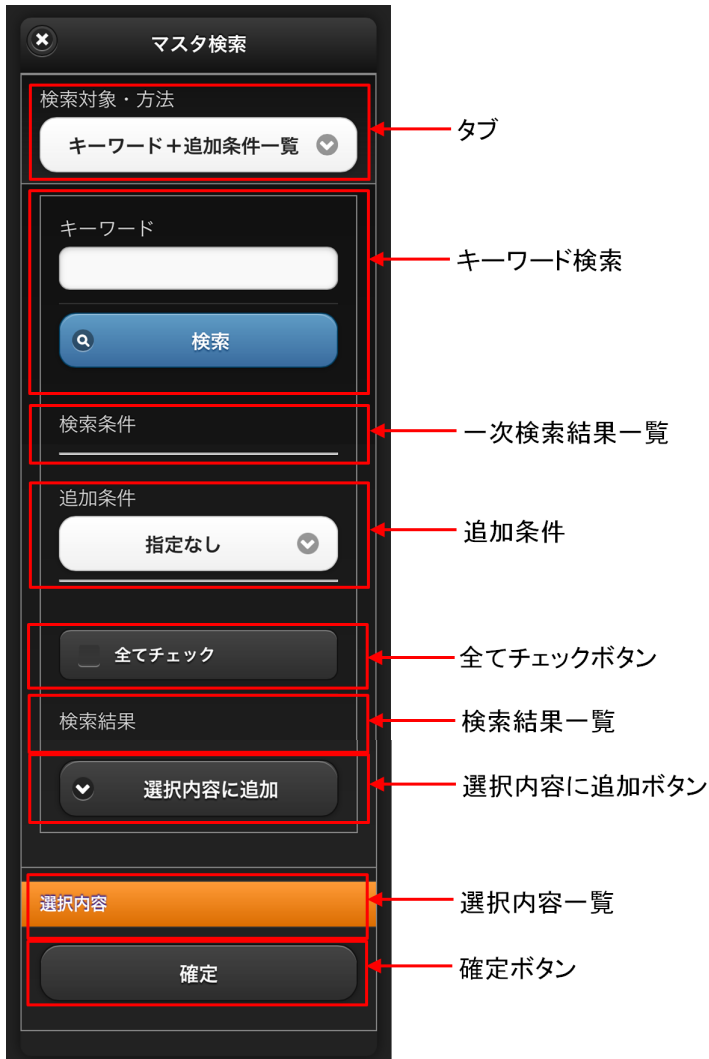 マスタ検索
検索対象・方法
タブ
キーワード＋追加条件一覧
キーワード
キーワード検索
検索
検索条件
一次検索結果一覧
追加条件
指定なし
追加条件
全てチェック
全てチェックボタン
検索結果
検索結果一覧
選択内容に追加
選択内容に追加ボタン
選択内容
選択内容一覧
確定
確定ボタン